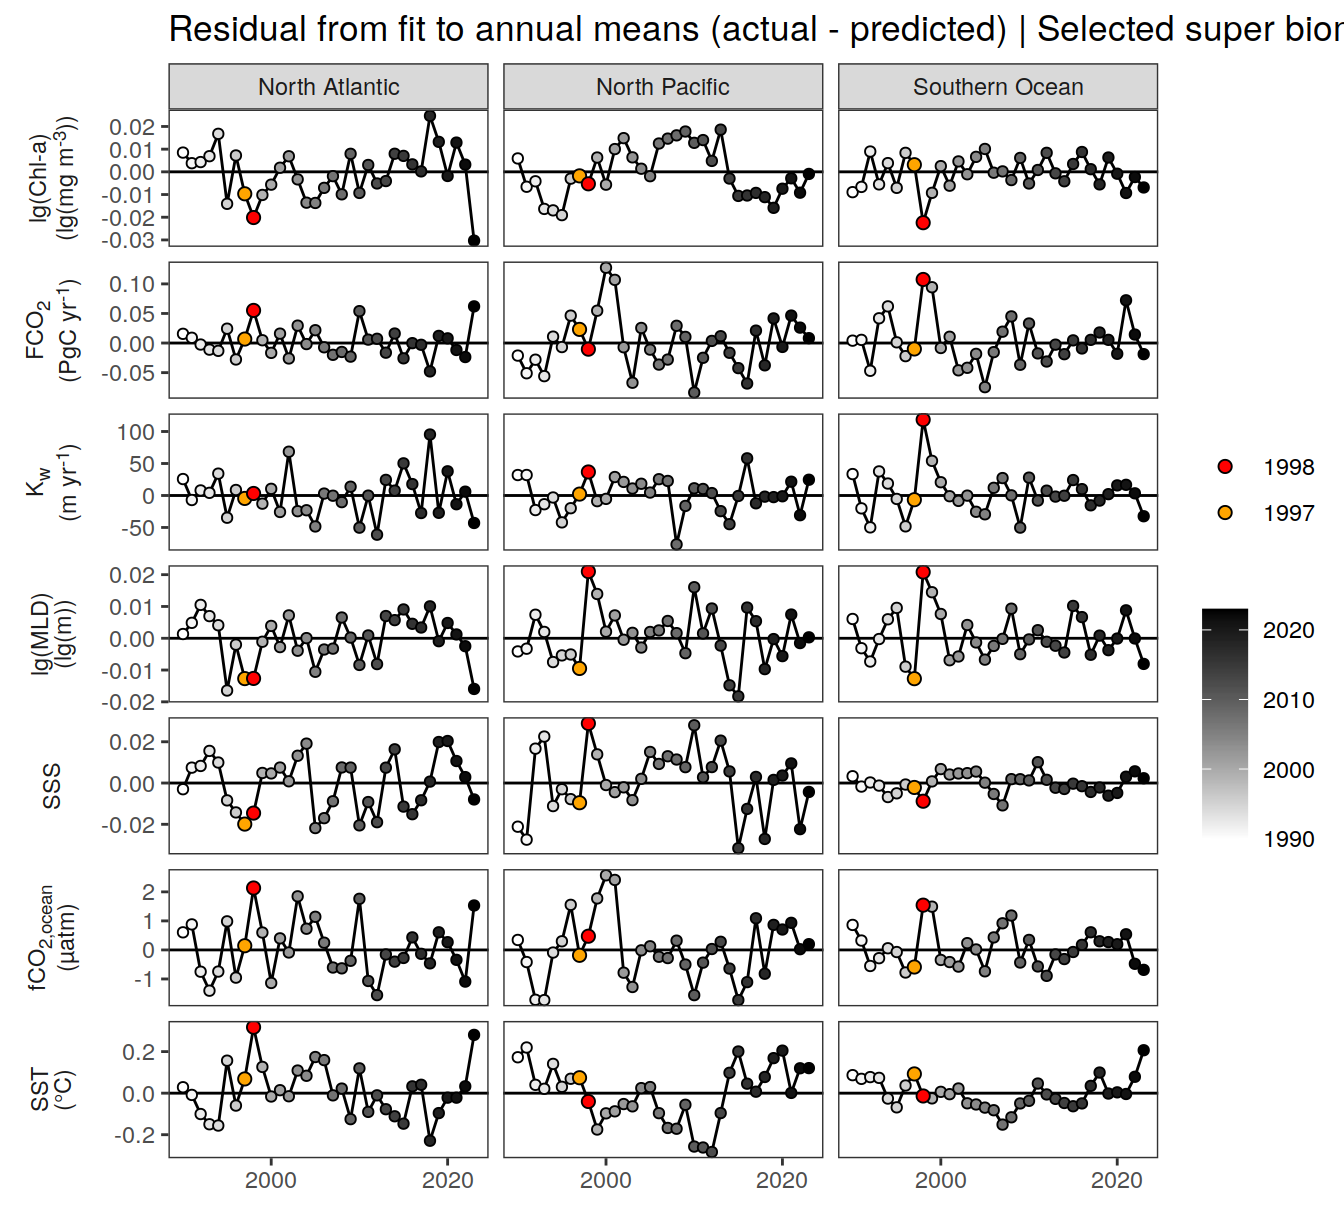 Residual from fit to annual means (actual - predicted) | Selected super bior
North Atlantic
North Pacific
Southern Ocean
lg(Chl-a)
(lg(mg m⁻³))
0.02
0.01
0.00
-0.01
-0.02
-0.03
FCO₂
(PgC yr⁻¹)
0.10
0.05
0.00
-0.05
Kw
(m yr⁻¹)
100
50
0
-50
lg(MLD)
(lg(m))
0.02
0.01
0.00
-0.01
-0.02
SSS
0.02
0.00
-0.02
fCO₂,ocean
(µatm)
2
1
0
-1
SST
(°C)
0.2
0.0
-0.2
2000
2020
2000
2020
2000
2020
1998
1997
2020
2010
2000
1990